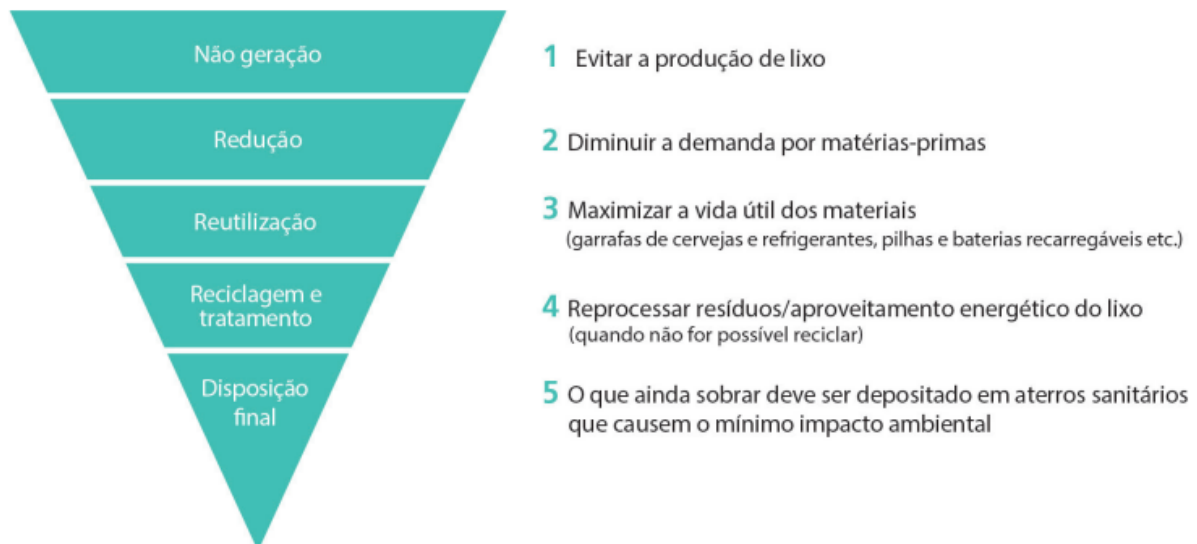 Não geração
1 Evitar a produção de lixo
Redução
2 Diminuir a demanda por matérias-primas
Reutilização
3 Maximizar a vida útil dos materiais
(garrafas de cervejas e refrigerantes, pilhas e baterias recarregáveis etc.)
Reciclagem e
tratamento
4 Reprocessar resíduos/aproveitamento energético do lixo
(quando não for possível reciclar)
Disposição
final
5 O que ainda sobrar deve ser depositado em aterros sanitários
que causem o mínimo impacto ambiental